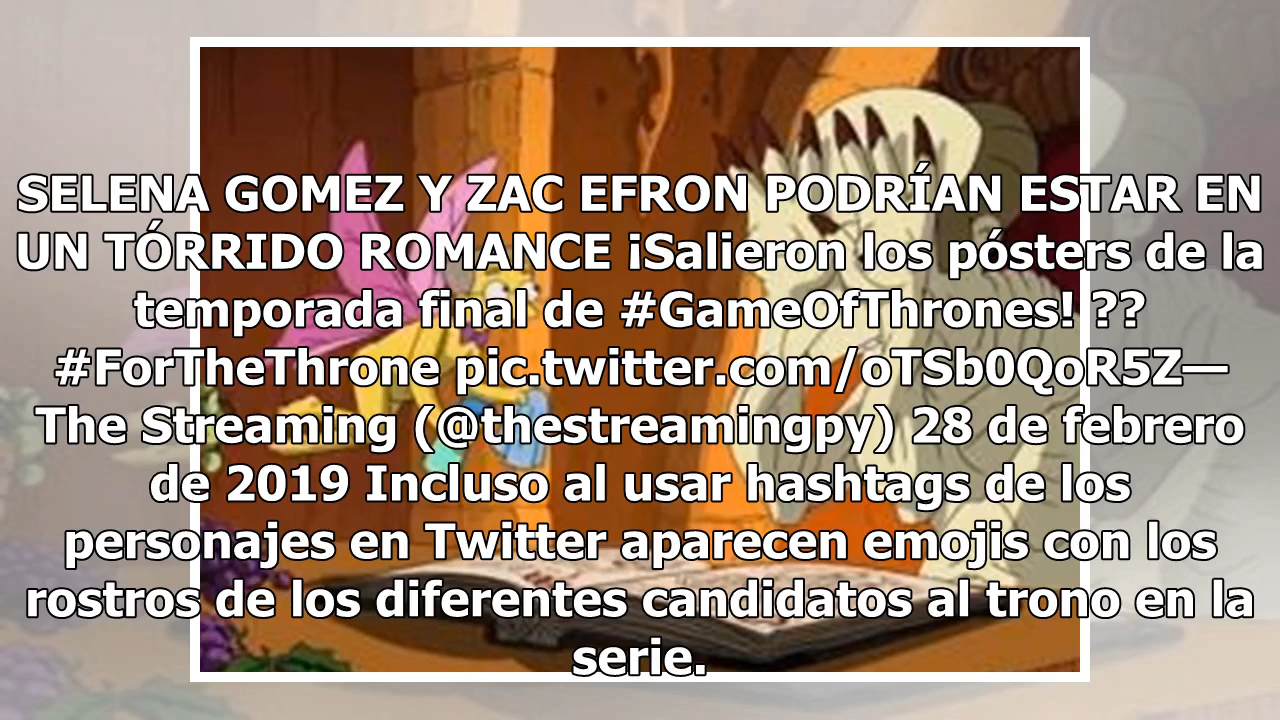 SELENA GOMEZ Y ZAC EFRON PODRÍAN ESTAR EN
UN TÓRRIDO ROMANCE ¡Salieron los pósters de la
temporada final de #GameOfThrones! ??
#ForTheThrone pic.twitter.com/oTSb0QoR5Z—
The Streaming (@thestreamingpy) 28 de febrero
de 2019 Incluso al usar hashtags de los
personajes en Twitter aparecen emojis con los
rostros de los diferentes candidatos al trono en la
serie.